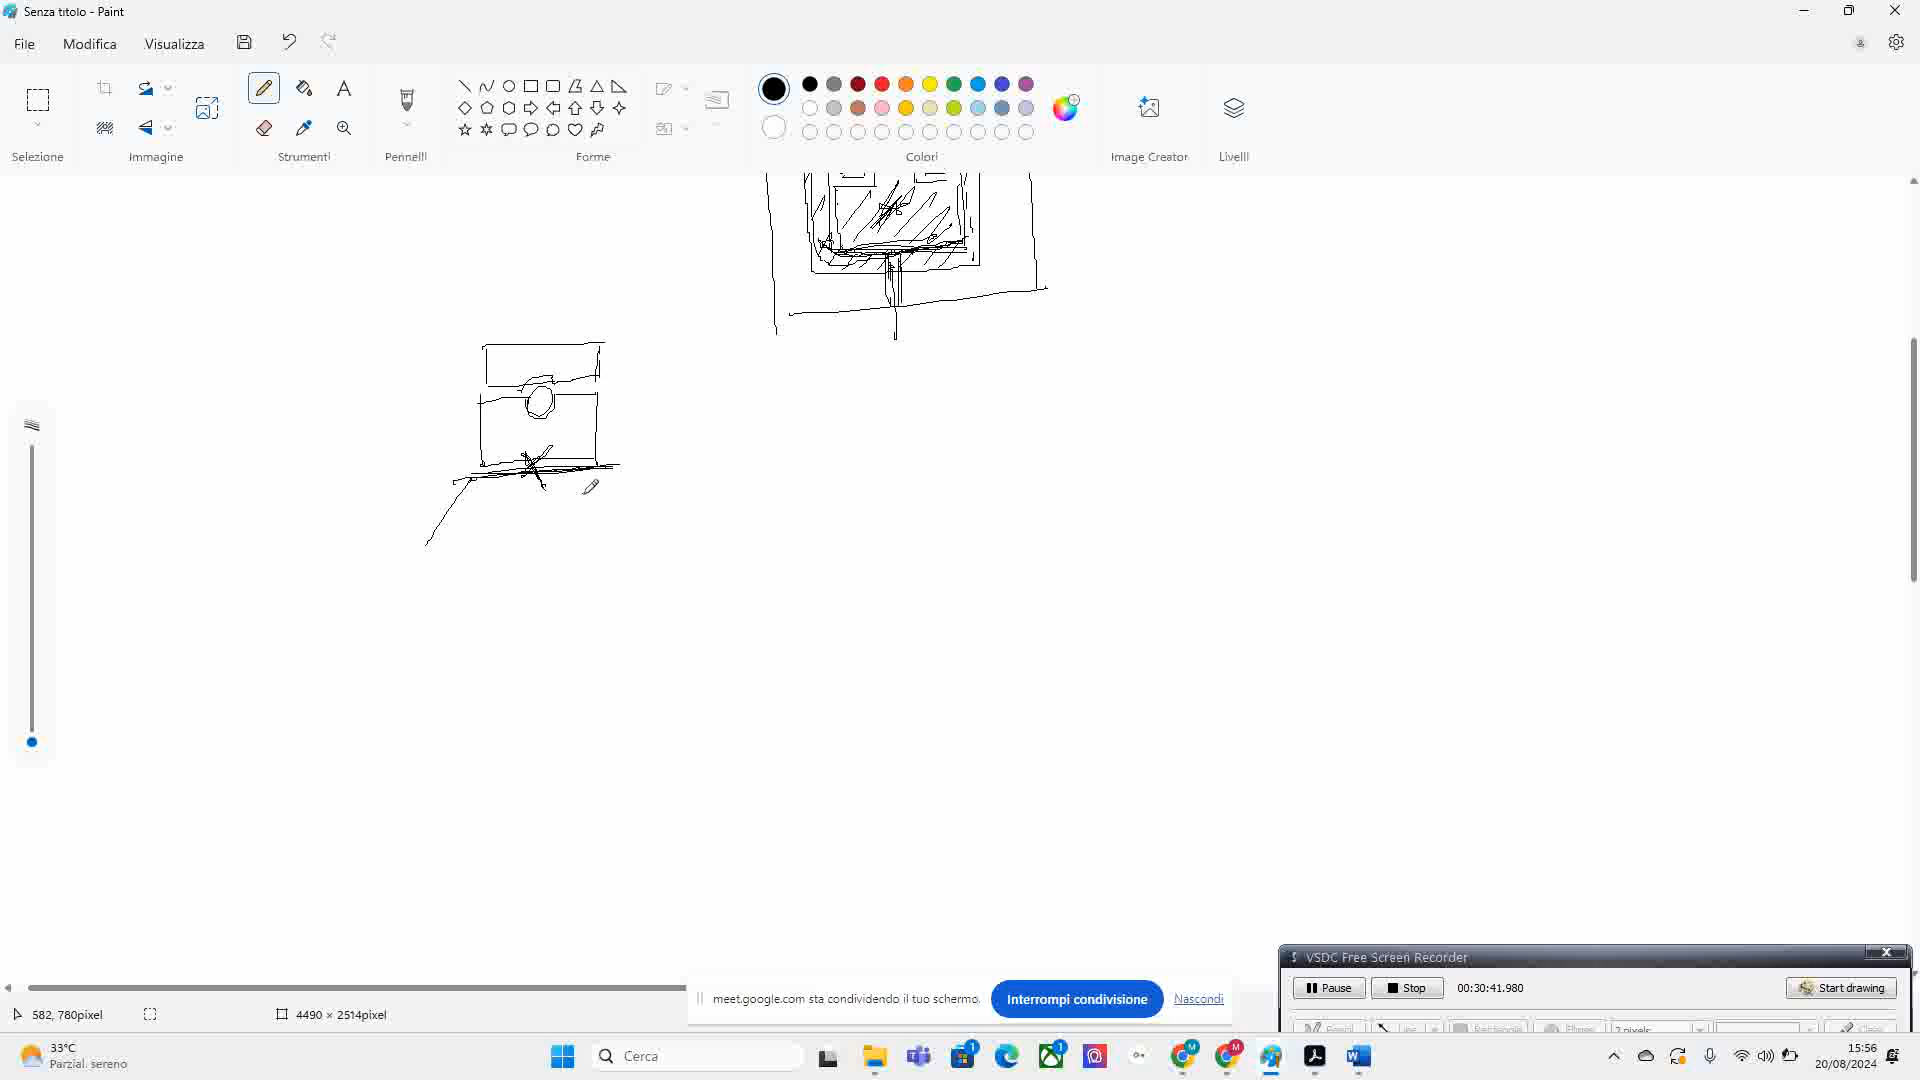 Senza titolo - Paint
File Modifica Visualizza
Selezione Immagine Strumenti Pennelli Forme Colori Image Creator Livelli
VSDC Free Screen Recorder
Pause Stop 00:30:41.980 Start drawing
meet.google.com sta condividendo il tuo schermo. Interrompi condivisione Nascondi
582, 780pixel 4490 × 2514pixel
2 pixels
33°C
Parzial. sereno
Cerca
15:56
20/08/2024